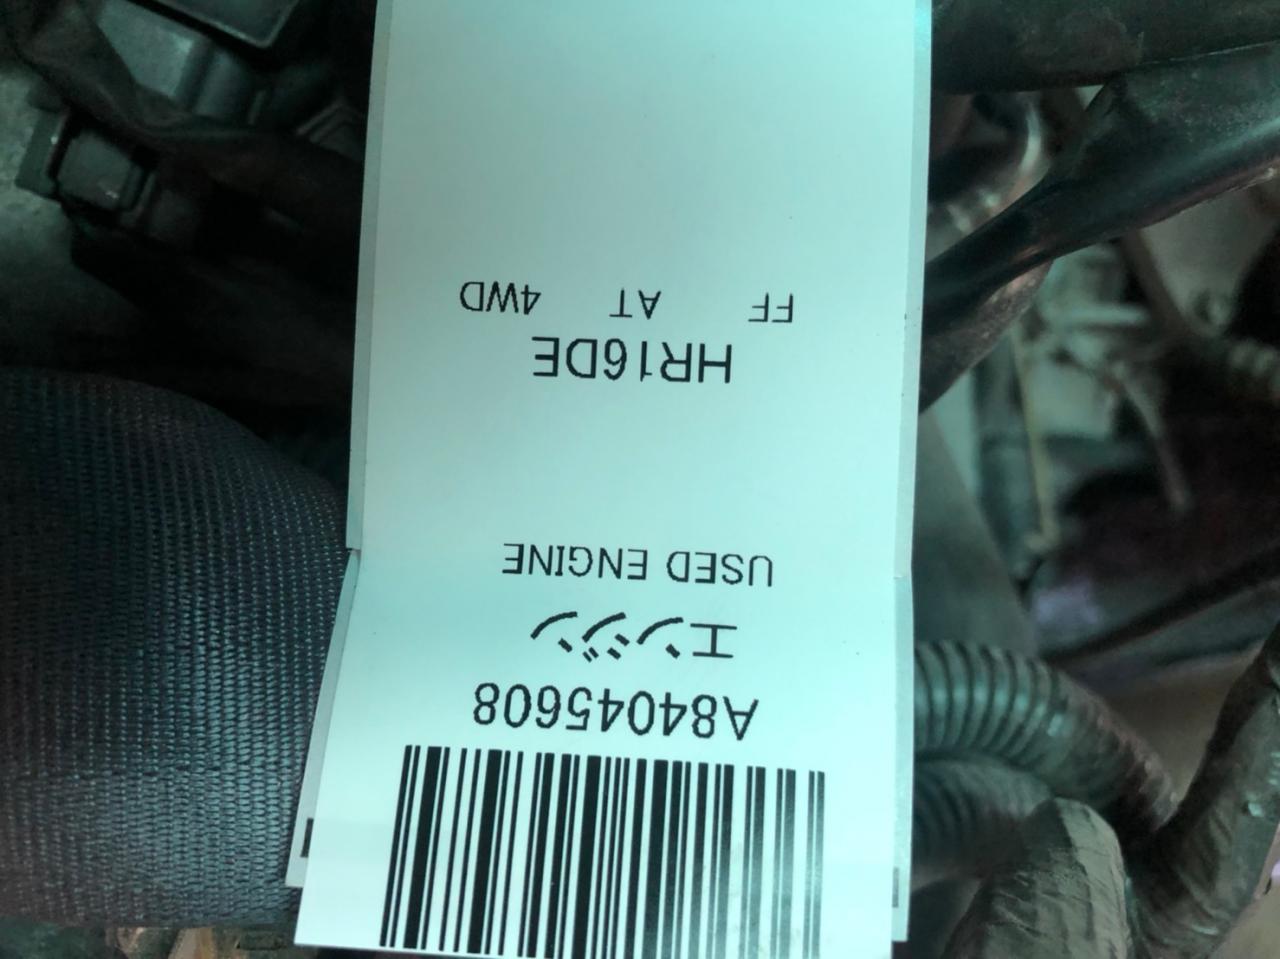 A84045608
エンジン
USED ENGINE
HR16DE
FF AT 4WD